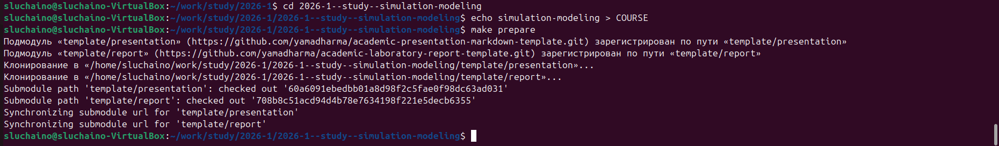 sluchaino@sluchaino-VirtualBox:~/work/study/2026-1$ cd 2026-1--study--simulation-modeling
sluchaino@sluchaino-VirtualBox:~/work/study/2026-1/2026-1--study--simulation-modeling$ echo simulation-modeling > COURSE
sluchaino@sluchaino-VirtualBox:~/work/study/2026-1/2026-1--study--simulation-modeling$ make prepare
Подмодуль «template/presentation» (https://github.com/yamadharma/academic-presentation-markdown-template.git) зарегистрирован по пути «template/presentation»
Подмодуль «template/report» (https://github.com/yamadharma/academic-laboratory-report-template.git) зарегистрирован по пути «template/report»
Клонирование в «/home/sluchaino/work/study/2026-1/2026-1--study--simulation-modeling/template/presentation»...
Клонирование в «/home/sluchaino/work/study/2026-1/2026-1--study--simulation-modeling/template/report»...
Submodule path 'template/presentation': checked out '60a6091ebedbb01a8d98f2c5fae0f98dc63ad031'
Submodule path 'template/report': checked out '708b8c51acd94d4b78e7634198f221e5decb6355'
Synchronizing submodule url for 'template/presentation'
Synchronizing submodule url for 'template/report'
sluchaino@sluchaino-VirtualBox:~/work/study/2026-1/2026-1--study--simulation-modeling$